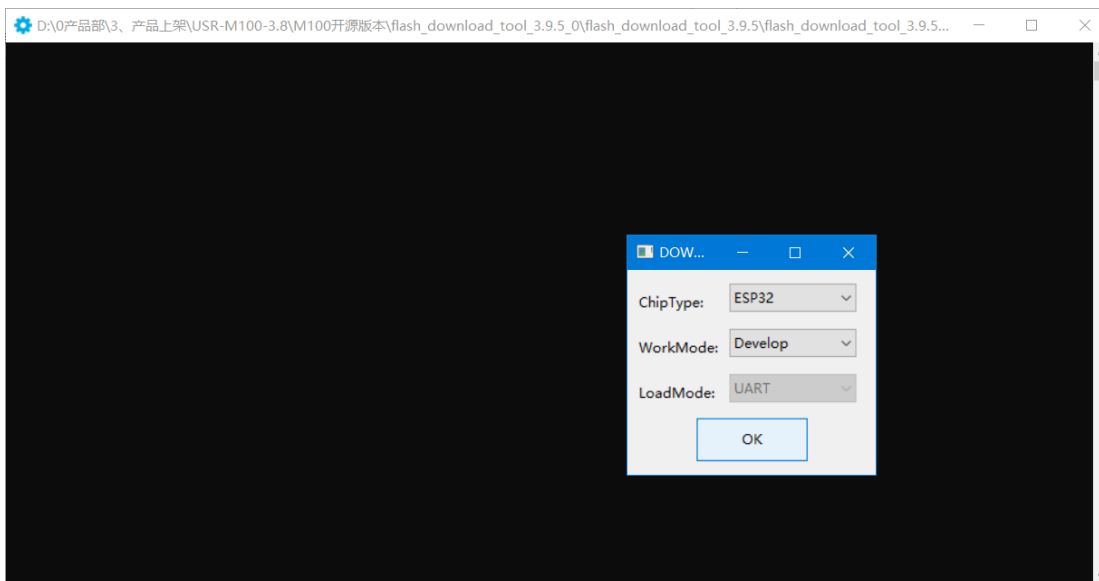 D:\0产品部\3、产品上架\USR-M100-3.8\M100开源版本\flash_download_tool_3.9.5_0\flash_download_tool_3.9.5\flash_download_tool_3.9.5...
DOW...
ChipType: ESP32
WorkMode: Develop
LoadMode: UART
OK